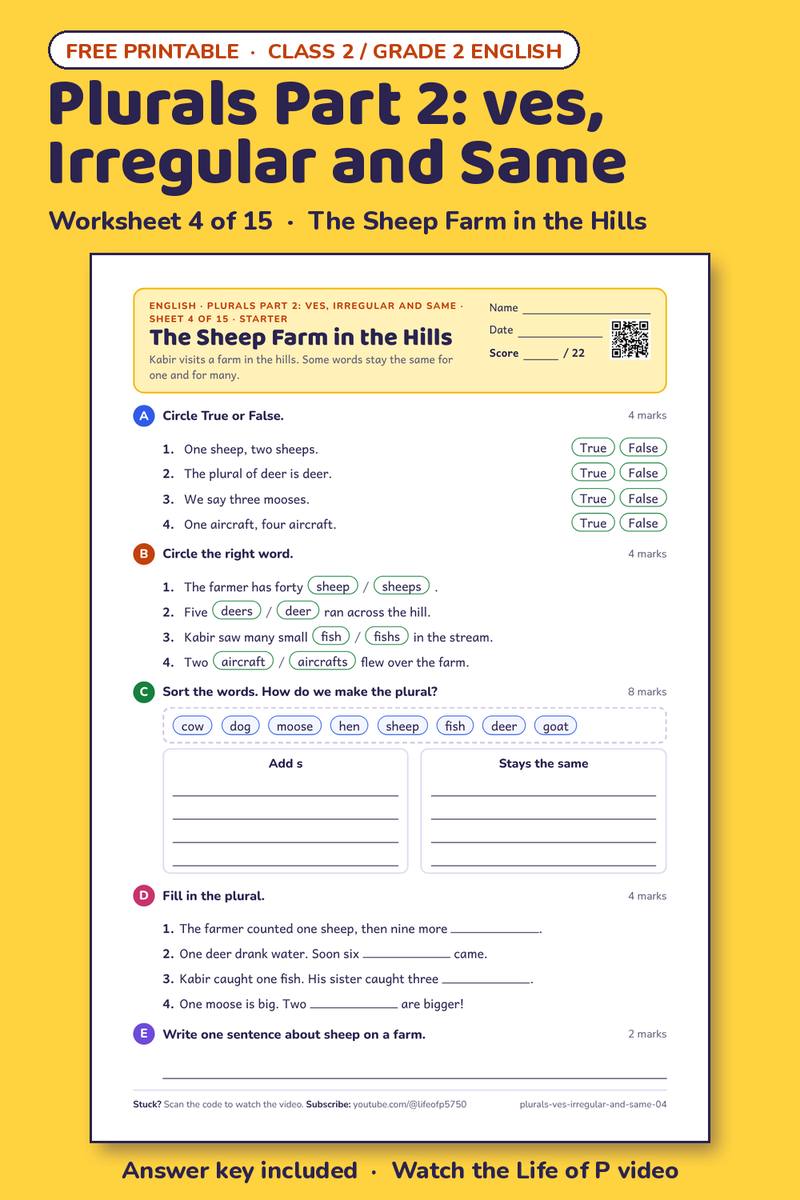 FREE PRINTABLE · CLASS 2 / GRADE 2 ENGLISH
Plurals Part 2: ves,
Irregular and Same
Worksheet 4 of 15 · The Sheep Farm in the Hills
ENGLISH · PLURALS PART 2: VES, IRREGULAR AND SAME ·
SHEET 4 OF 15 · STARTER
The Sheep Farm in the Hills
Kabir visits a farm in the hills. Some words stay the same for
one and for many.
Name
Date
Score / 22
A Circle True or False. 4 marks
1. One sheep, two sheeps. True False
2. The plural of deer is deer. True False
3. We say three mooses. True False
4. One aircraft, four aircraft. True False
B Circle the right word. 4 marks
1. The farmer has forty sheep / sheeps .
2. Five deers / deer ran across the hill.
3. Kabir saw many small fish / fishs in the stream.
4. Two aircraft / aircrafts flew over the farm.
C Sort the words. How do we make the plural? 8 marks
cow dog moose hen sheep fish deer goat
Add s Stays the same
D Fill in the plural. 4 marks
1. The farmer counted one sheep, then nine more ____________.
2. One deer drank water. Soon six ____________ came.
3. Kabir caught one fish. His sister caught three ____________.
4. One moose is big. Two ____________ are bigger!
E Write one sentence about sheep on a farm. 2 marks
Stuck? Scan the code to watch the video. Subscribe: youtube.com/@lifeofp5750 plurals-ves-irregular-and-same-04
Answer key included · Watch the Life of P video